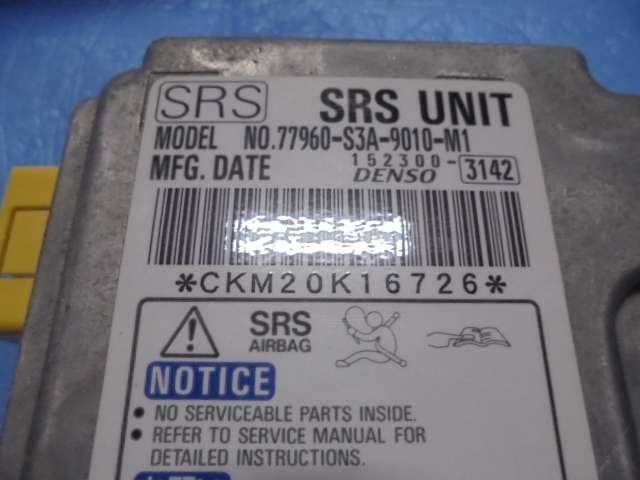 SRS SRS UNIT
MODEL NO.77960-S3A-9010-M1
MFG. DATE 152300-3142
DENSO
*CKM20K16726*
SRS
AIRBAG
NOTICE
• NO SERVICEABLE PARTS INSIDE.
• REFER TO SERVICE MANUAL FOR
DETAILED INSTRUCTIONS.